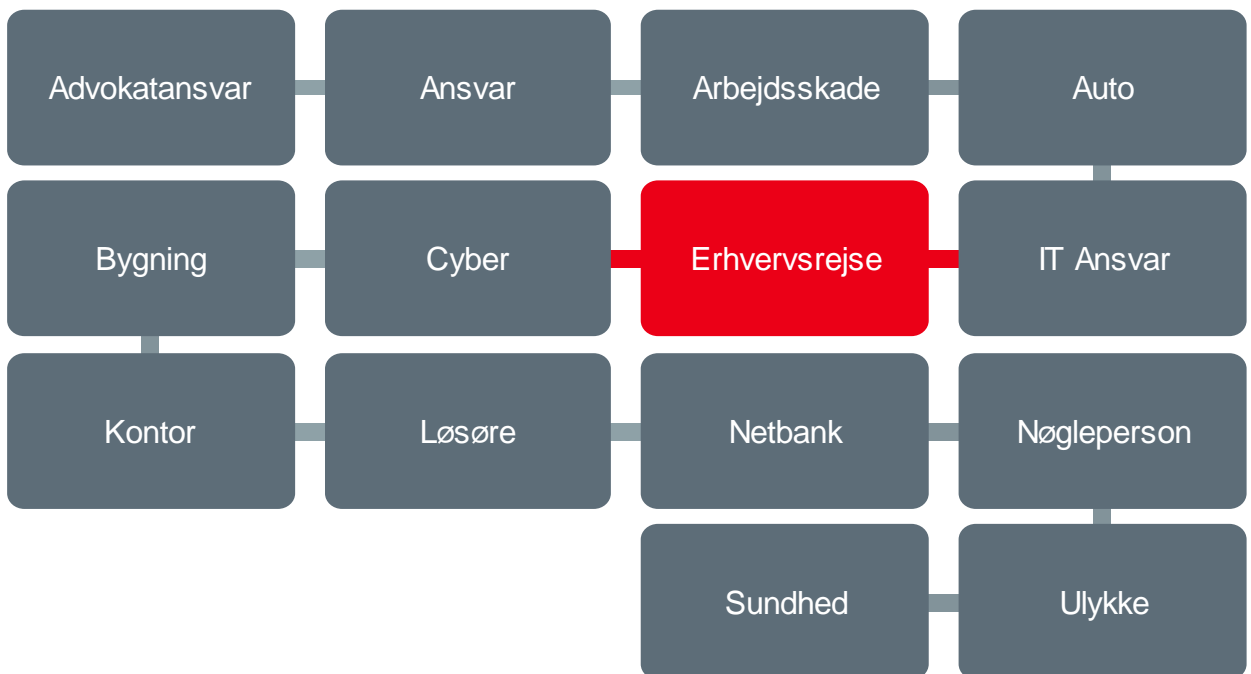 Advokatansvar
Ansvar
Arbejdsskade
Auto
Bygning
Cyber
Erhvervsrejse
IT Ansvar
Kontor
Løsøre
Netbank
Nøgleperson
Sundhed
Ulykke